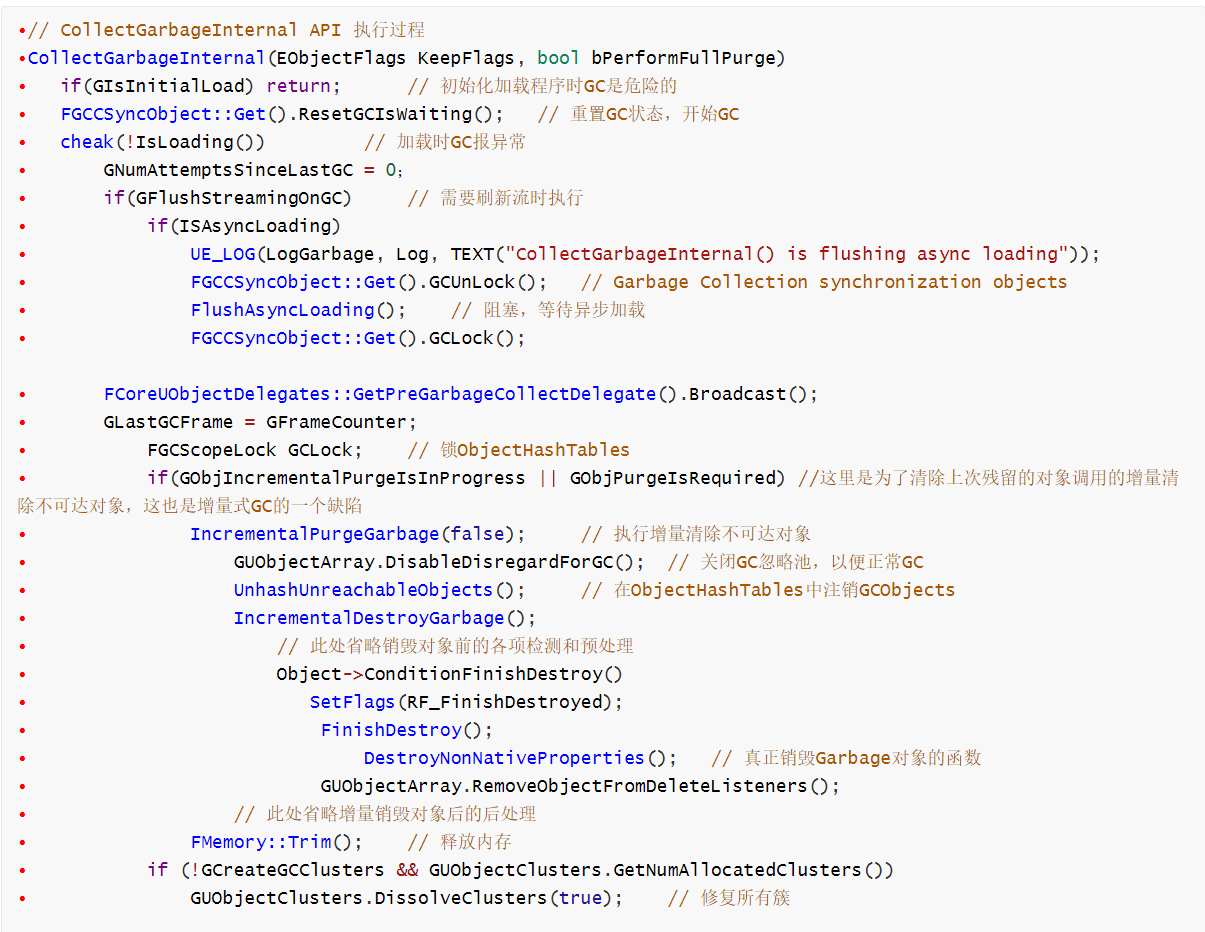 •// CollectGarbageInternal API 执行过程
•CollectGarbageInternal(EObjectFlags KeepFlags, bool bPerformFullPurge)
• if(GIsInitialLoad) return; // 初始化加载程序时GC是危险的
• FGCCSyncObject::Get().ResetGCIsWaiting(); // 重置GC状态，开始GC
• cheak(!IsLoading()) // 加载时GC报异常
• GNumAttemptsSinceLastGC = 0;
• if(GFlushStreamingOnGC) // 需要刷新流时执行
• if(ISAsyncLoading)
• UE_LOG(LogGarbage, Log, TEXT("CollectGarbageInternal() is flushing async loading"));
• FGCCSyncObject::Get().GCUnLock(); // Garbage Collection synchronization objects
• FlushAsyncLoading(); // 阻塞，等待异步加载
• FGCCSyncObject::Get().GCLock();
• FCoreUObjectDelegates::GetPreGarbageCollectDelegate().Broadcast();
• GLastGCFrame = GFrameCounter;
• FGCScopeLock GCLock; // 锁ObjectHashTables
• if(GObjIncrementalPurgeIsInProgress || GObjPurgeIsRequired) //这里是为了清除上次残留的对象调用的增量清
除不可达对象，这也是增量式GC的一个缺陷
• IncrementalPurgeGarbage(false); // 执行增量清除不可达对象
• GUObjectArray.DisableDisregardForGC(); // 关闭GC忽略池，以便正常GC
• UnhashUnreachableObjects(); // 在ObjectHashTables中注销GCObjects
• IncrementalDestroyGarbage();
• // 此处省略销毁对象前的各项检测和预处理
• Object->ConditionFinishDestroy()
• SetFlags(RF_FinishDestroyed);
• FinishDestroy();
• DestroyNonNativeProperties(); // 真正销毁Garbage对象的函数
• GUObjectArray.RemoveObjectFromDeleteListeners();
• // 此处省略增量销毁对象后的后处理
• FMemory::Trim(); // 释放内存
• if (!GCreateGCClusters && GUObjectClusters.GetNumAllocatedClusters())
• GUObjectClusters.DissolveClusters(true); // 修复所有簇